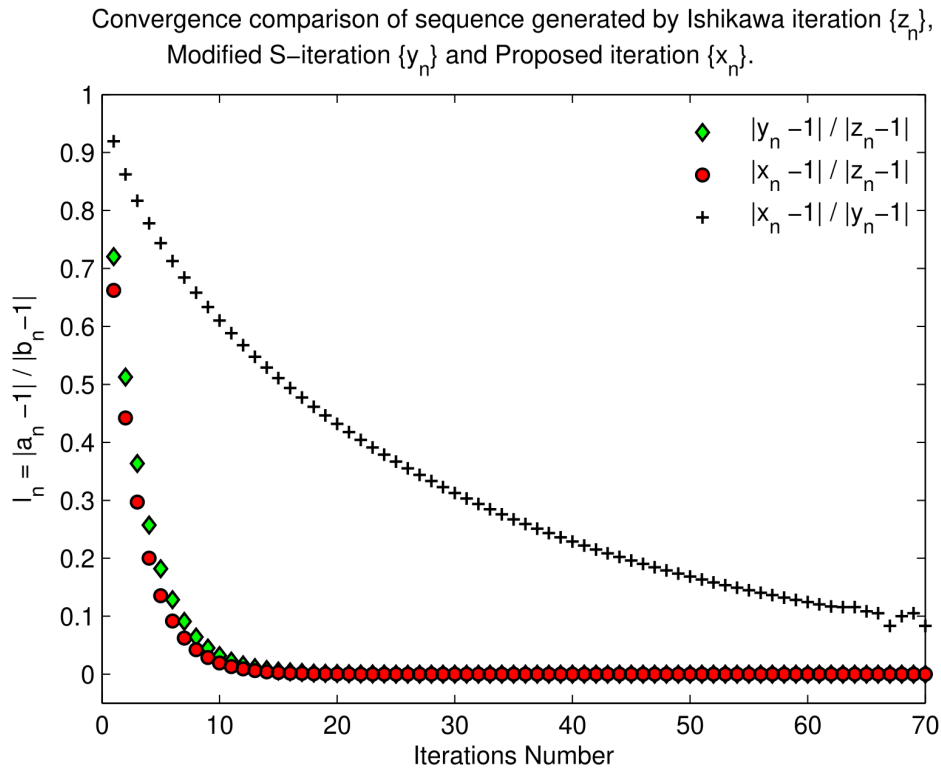 Convergence comparison of sequence generated by Ishikawa iteration {z_n},
Modified S−iteration {y_n} and Proposed iteration {x_n}.
|y_n −1| / |z_n−1|
|x_n −1| / |z_n−1|
|x_n −1| / |y_n−1|
I_n = |a_n −1| / |b_n−1|
1
0.9
0.8
0.7
0.6
0.5
0.4
0.3
0.2
0.1
0
0 10 20 30 40 50 60 70
Iterations Number